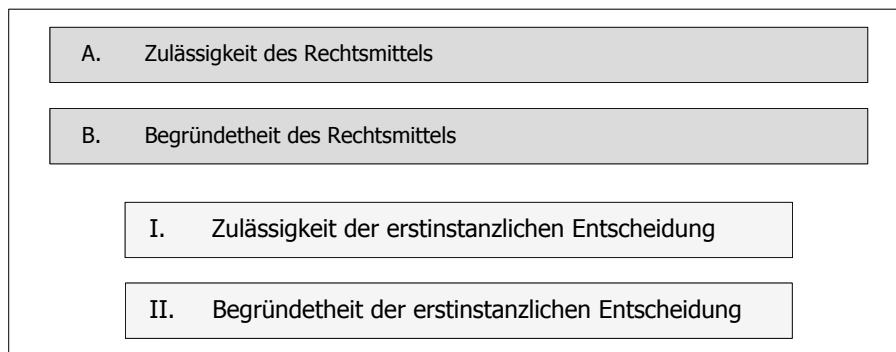 A. Zulässigkeit des Rechtsmittels
B. Begründetheit des Rechtsmittels
I. Zulässigkeit der erstinstanzlichen Entscheidung
II. Begründetheit der erstinstanzlichen Entscheidung